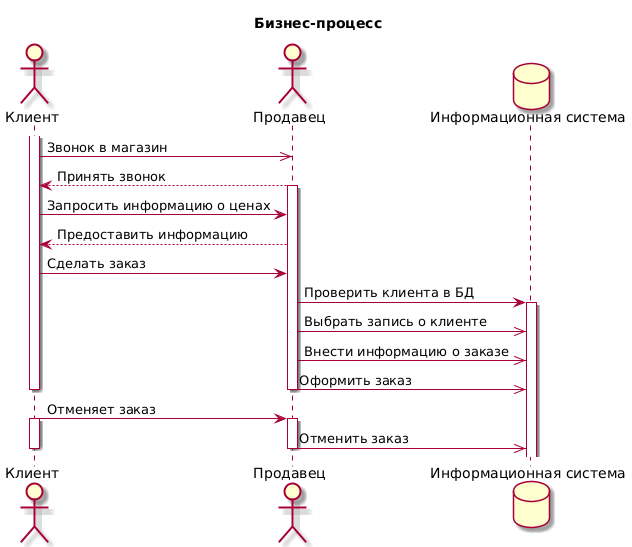 Бизнес-процесс
Клиент
Продавец
Информационная система
Звонок в магазин
Принять звонок
Запросить информацию о ценах
Предоставить информацию
Сделать заказ
Проверить клиента в БД
Выбрать запись о клиенте
Внести информацию о заказе
Оформить заказ
Отменяет заказ
Отменить заказ
Клиент
Продавец
Информационная система